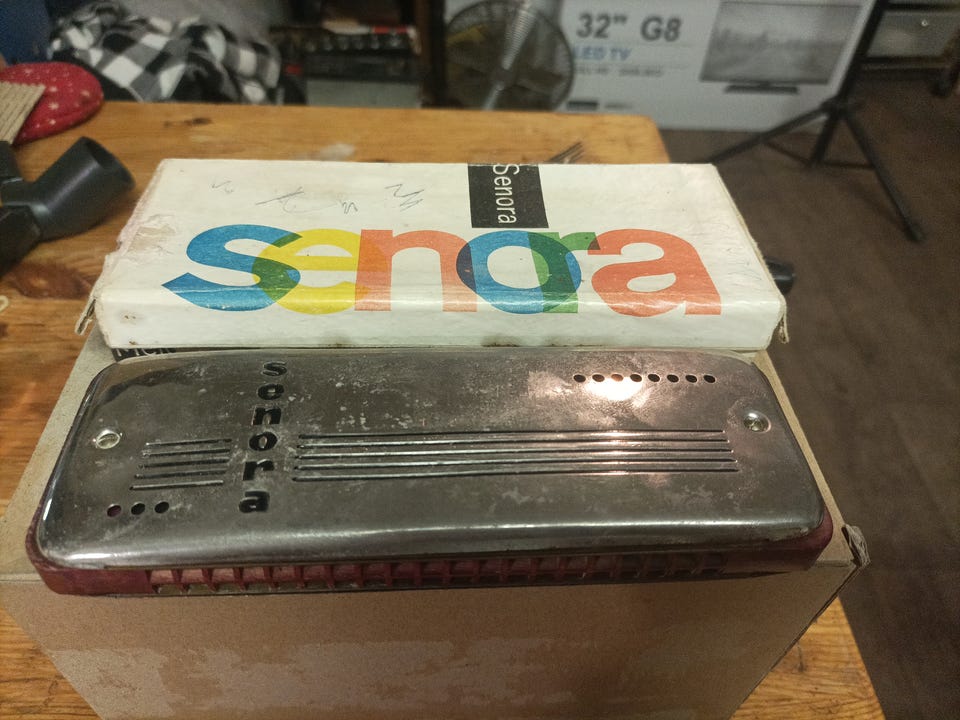 32" G8
LED TV
Senora
senora
senora